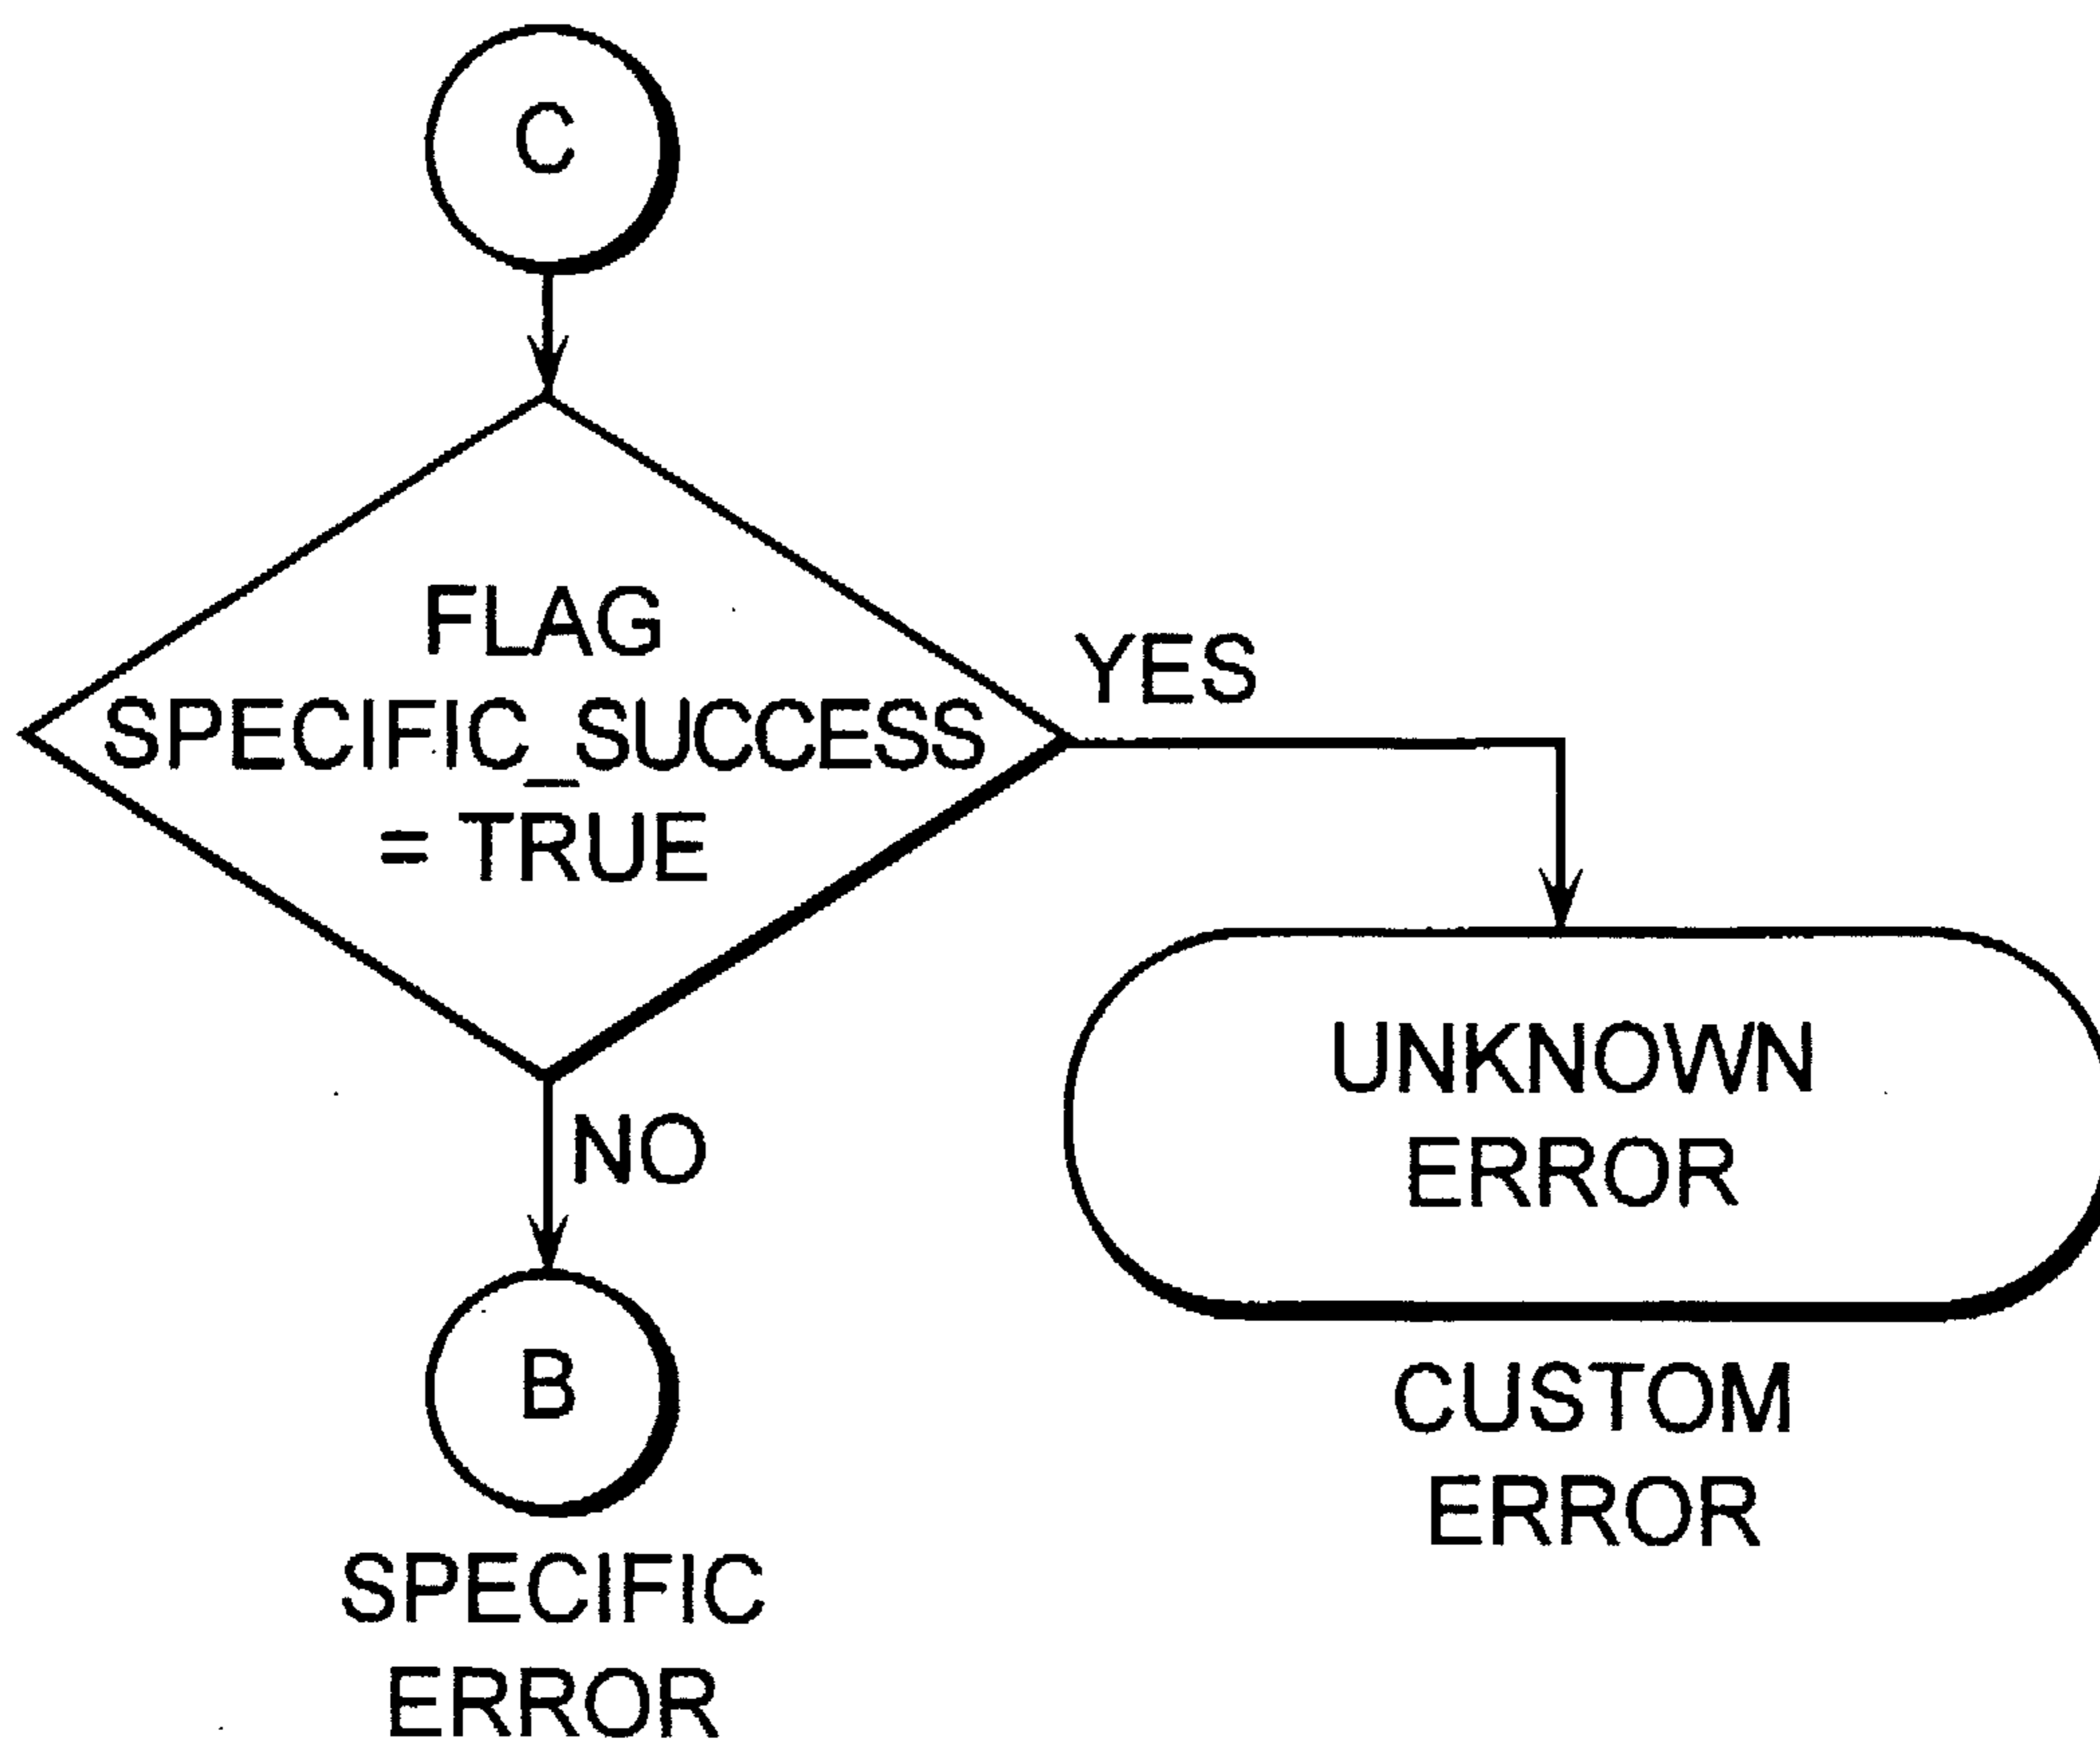 C
FLAG
SPECIFIC_SUCCESS
= TRUE
YES
NO
UNKNOWN
ERROR
B
CUSTOM
ERROR
SPECIFIC
ERROR